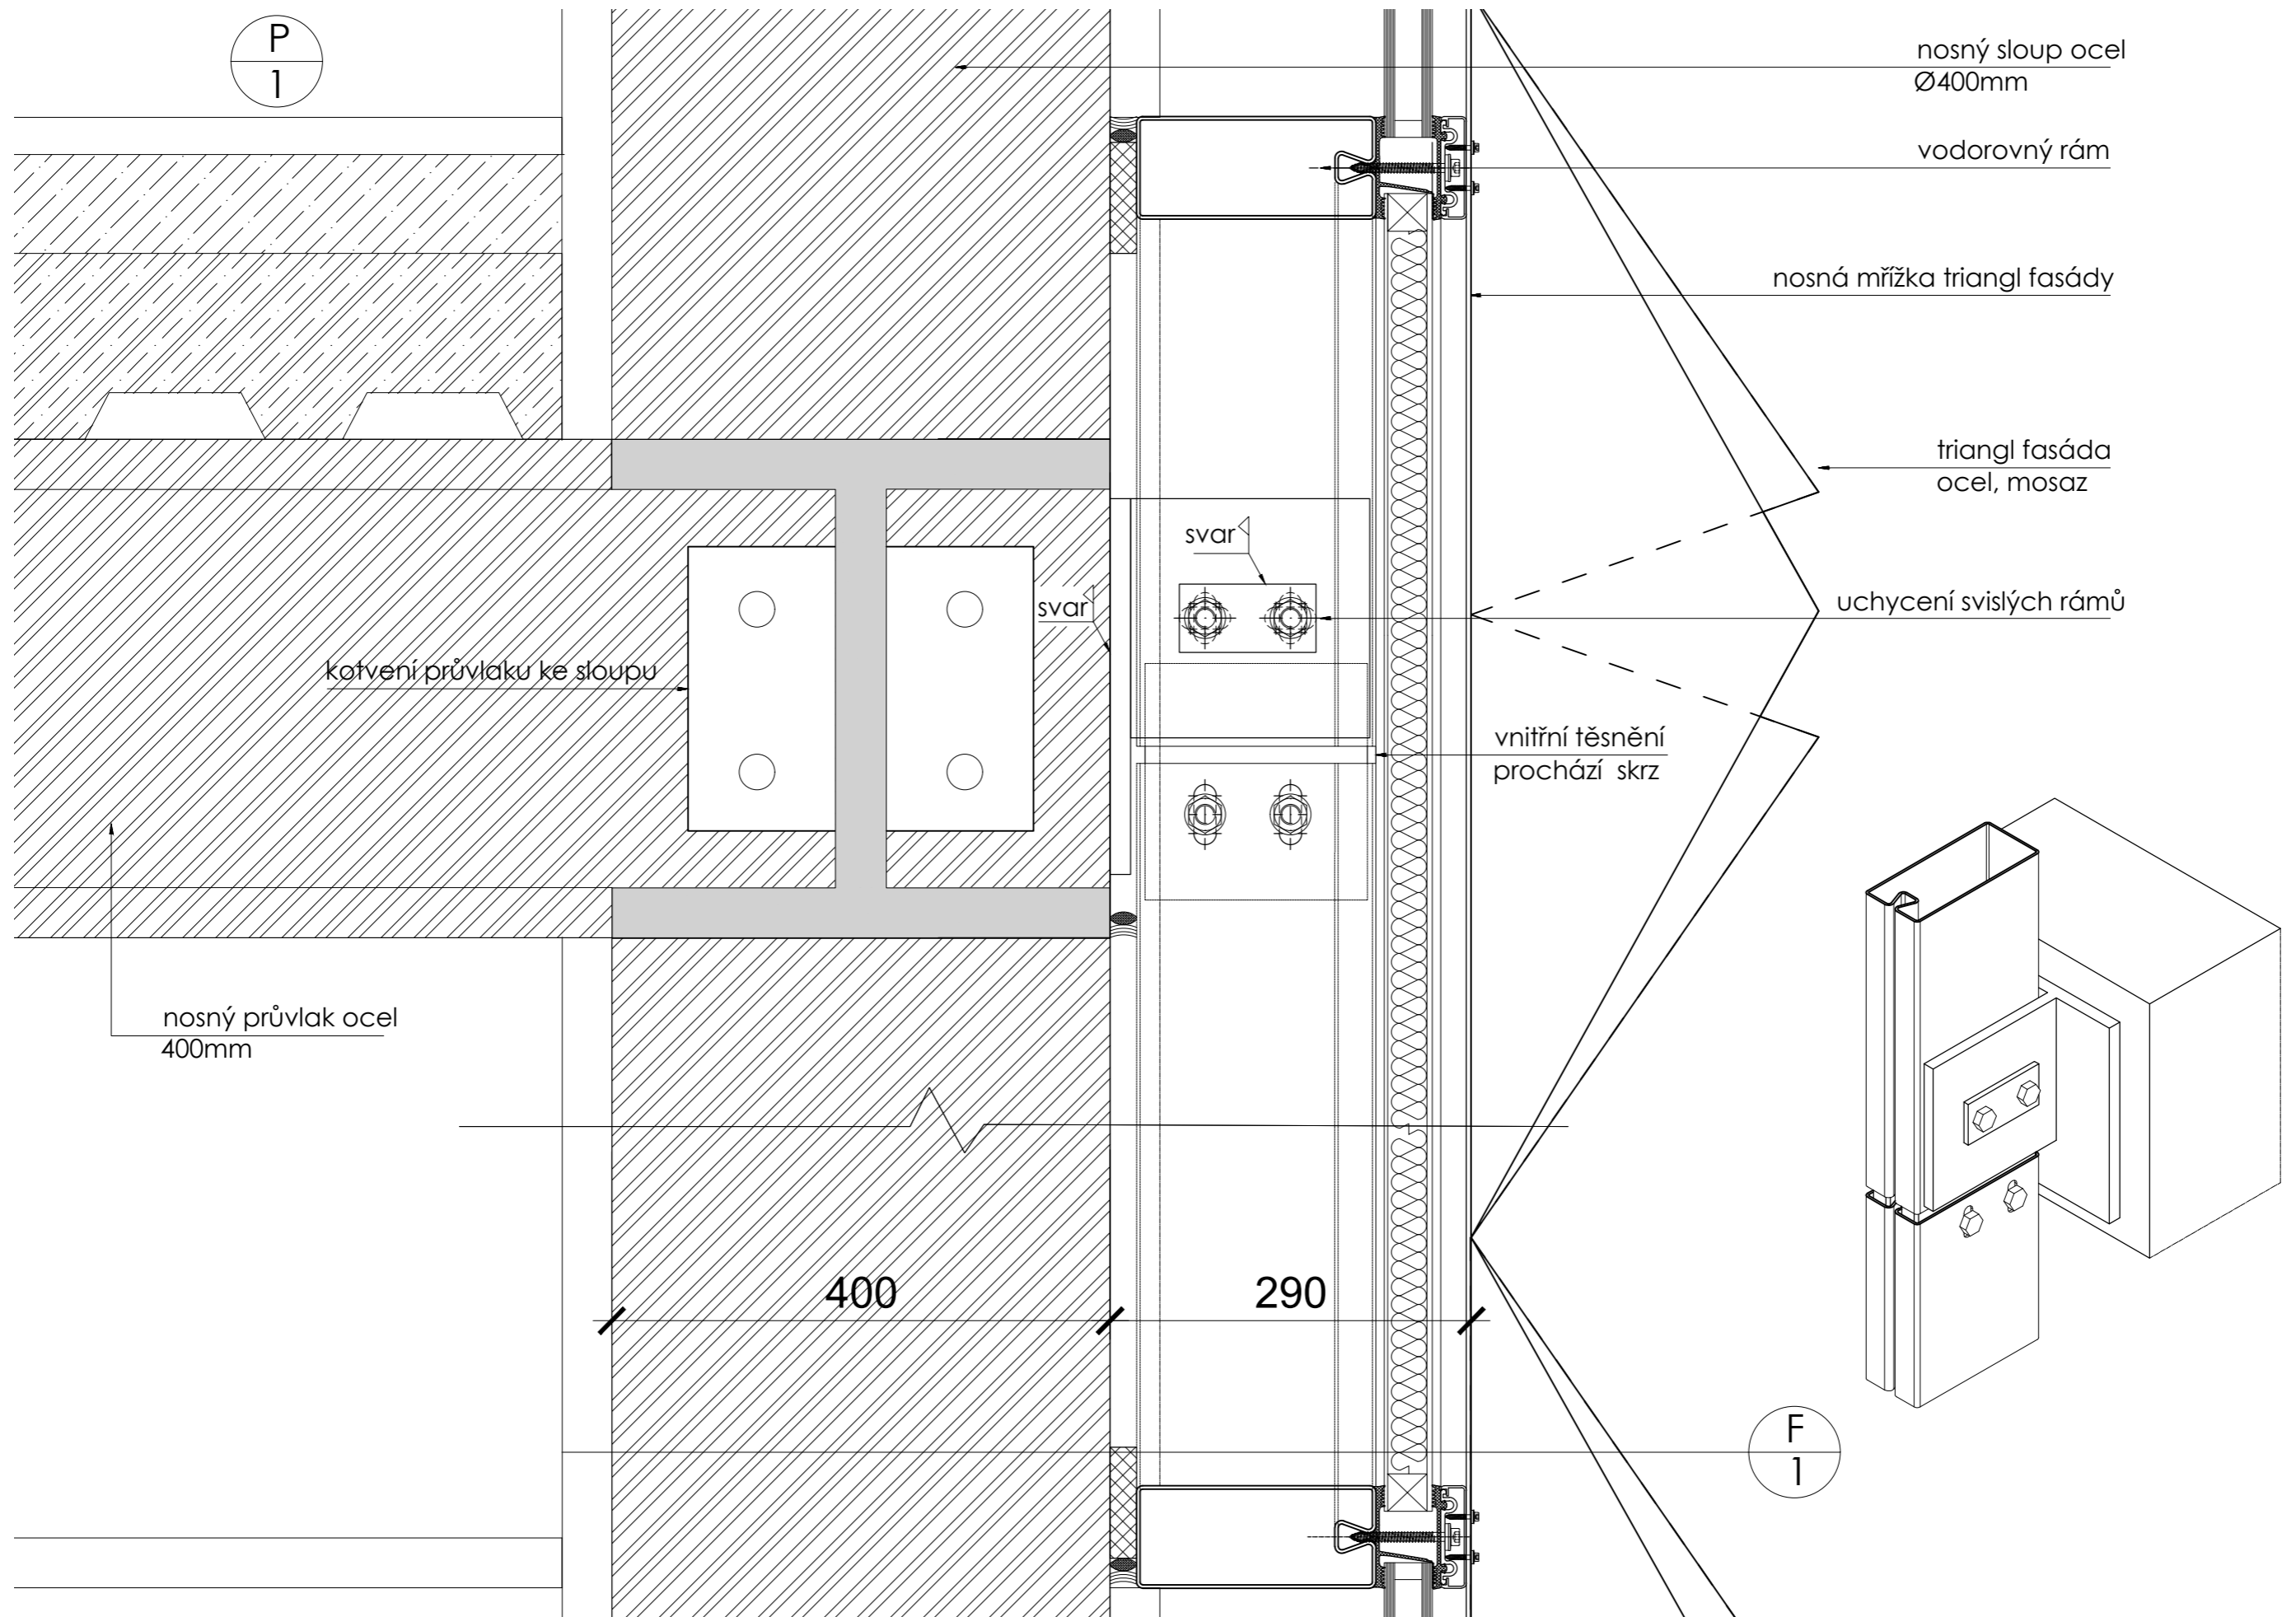 P
1
nosný sloup ocel
Ø400mm
vodorovný rám
nosná mřížka triangl fasády
triangl fasáda
ocel, mosaz
svar
svar
uchycení svislých rámů
kotvení průvlaku ke sloupu
vnitřní těsnění
prochází skrz
nosný průvlak ocel
400mm
400
290
F
1